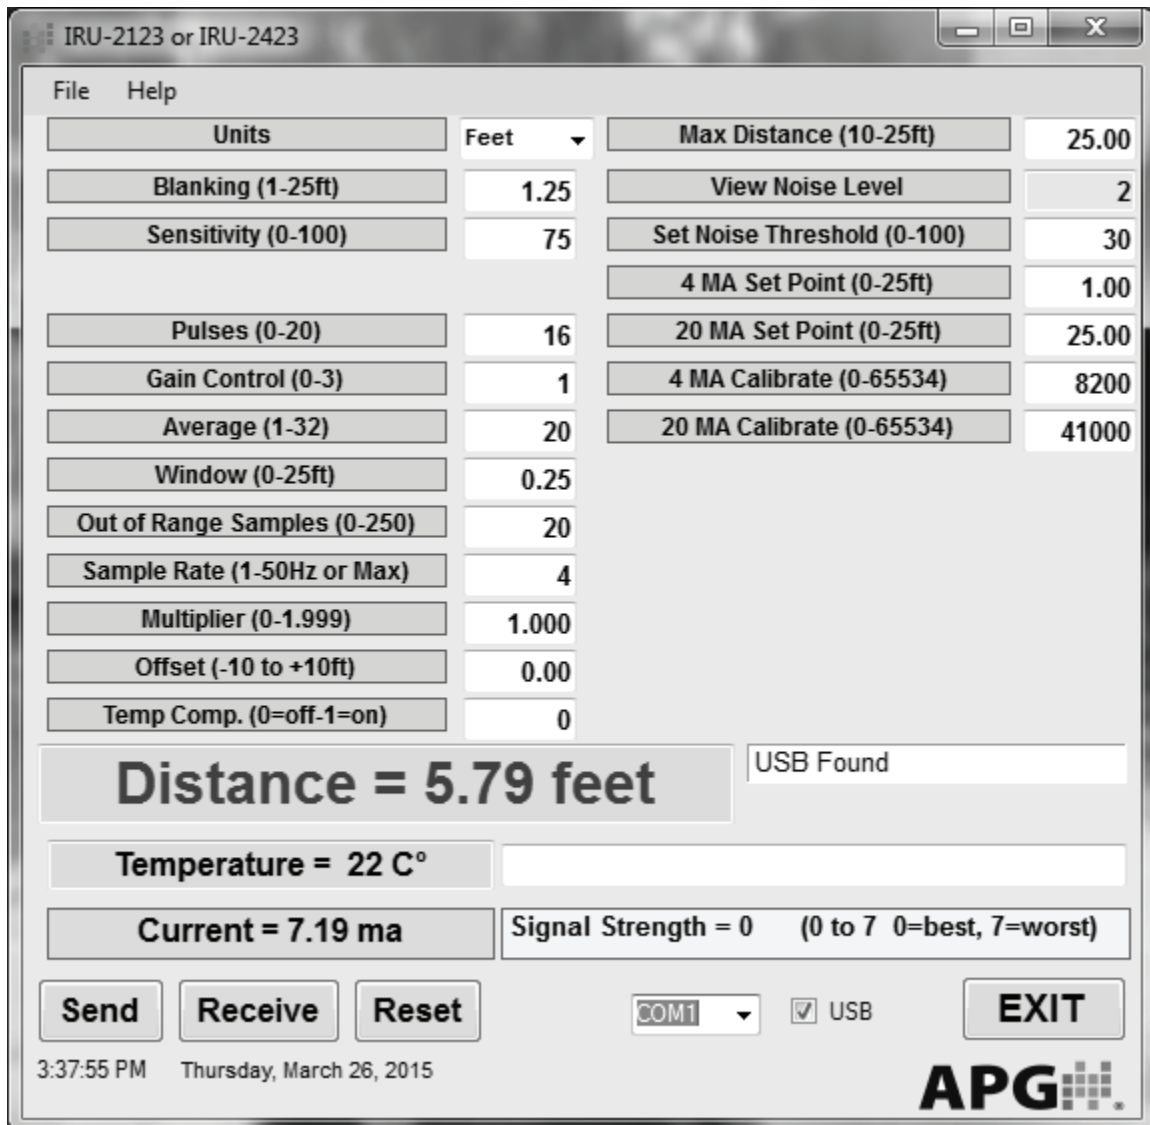 IRU-2123 or IRU-2423
File Help
Units Feet Max Distance (10-25ft) 25.00
Blanking (1-25ft) 1.25 View Noise Level 2
Sensitivity (0-100) 75 Set Noise Threshold (0-100) 30
4 MA Set Point (0-25ft) 1.00
Pulses (0-20) 16 20 MA Set Point (0-25ft) 25.00
Gain Control (0-3) 1 4 MA Calibrate (0-65534) 8200
Average (1-32) 20 20 MA Calibrate (0-65534) 41000
Window (0-25ft) 0.25
Out of Range Samples (0-250) 20
Sample Rate (1-50Hz or Max) 4
Multiplier (0-1.999) 1.000
Offset (-10 to +10ft) 0.00
Temp Comp. (0=off-1=on) 0
Distance = 5.79 feet USB Found
Temperature = 22 C°
Current = 7.19 ma Signal Strength = 0 (0 to 7 0=best, 7=worst)
Send Receive Reset COM1 USB EXIT
3:37:55 PM Thursday, March 26, 2015
APG